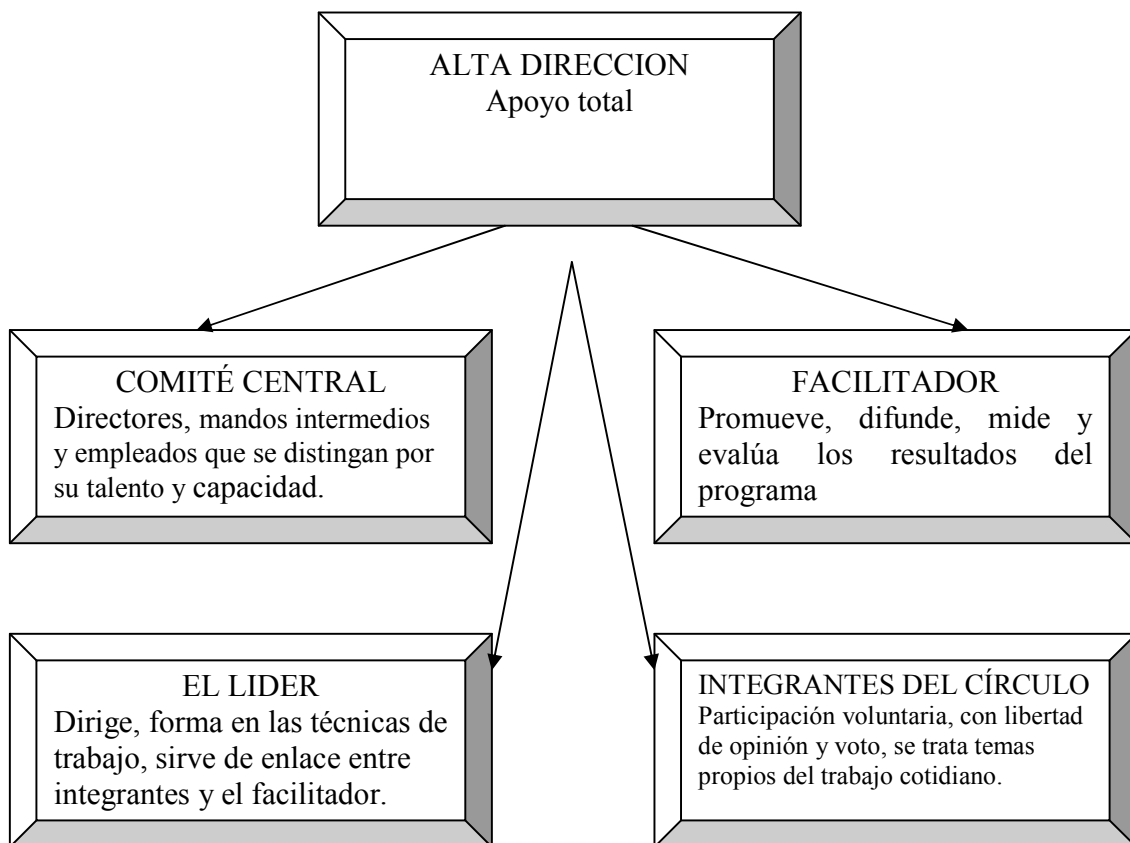 ALTA DIRECCION
Apoyo total
COMITÉ CENTRAL
Directores, mandos intermedios
y empleados que se distingan por
su talento y capacidad.
FACILITADOR
Promueve, difunde, mide y
evalúa los resultados del
programa
EL LIDER
Dirige, forma en las técnicas de
trabajo, sirve de enlace entre
integrantes y el facilitador.
INTEGRANTES DEL CÍRCULO
Participación voluntaria, con libertad
de opinión y voto, se trata temas
propios del trabajo cotidiano.